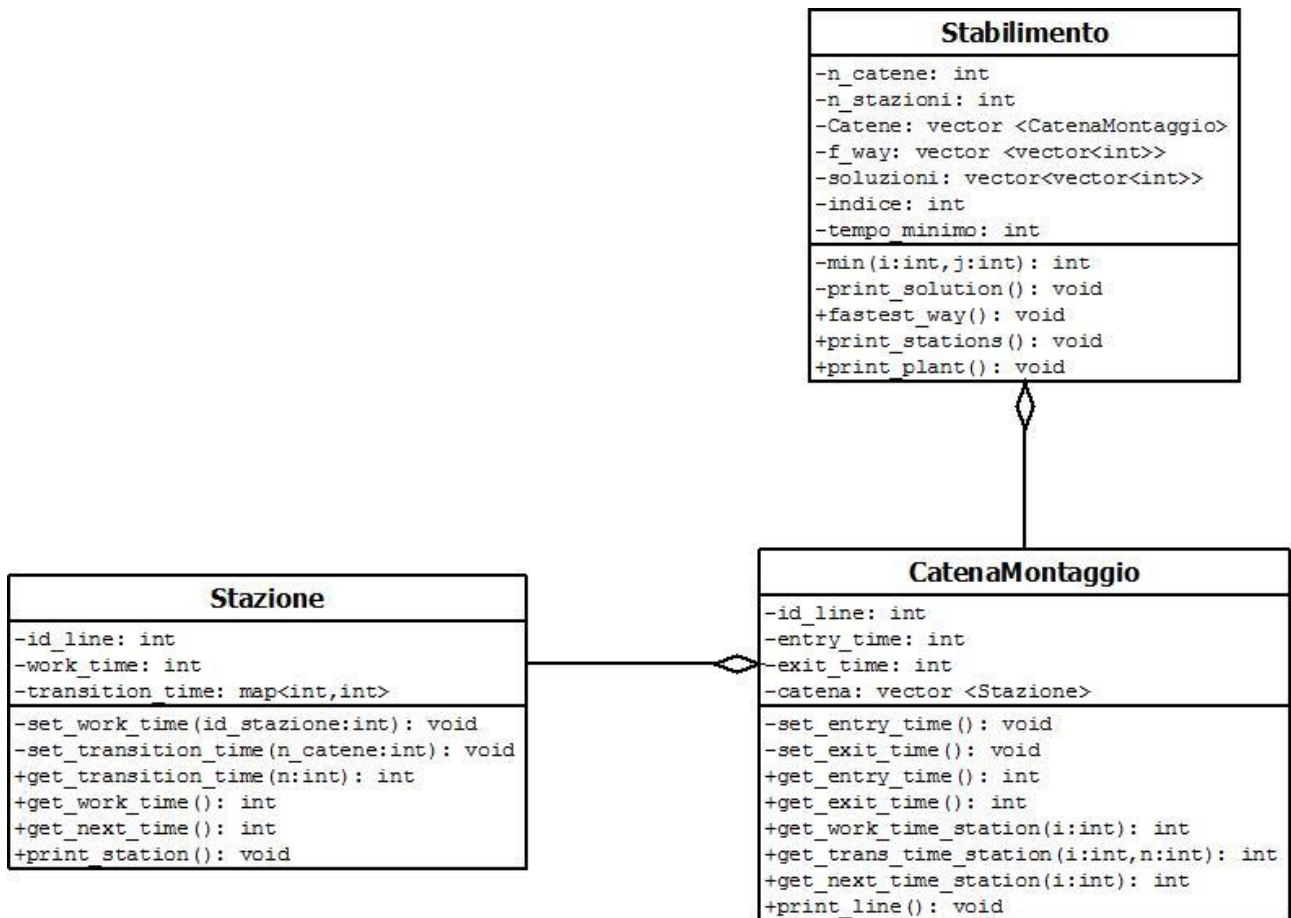 Stabilimento
-n_catene: int
-n_stazioni: int
-Catene: vector <CatenaMontaggio>
-f_way: vector <vector<int>>
-soluzioni: vector<vector<int>>
-indice: int
-tempo_minimo: int
-min(i:int,j:int): int
-print_solution(): void
+fastest_way(): void
+print_stations(): void
+print_plant(): void
Stazione
-id_line: int
-work_time: int
-transition_time: map<int,int>
-set_work_time(id_stazione:int): void
-set_transition_time(n_catene:int): void
+get_transition_time(n:int): int
+get_work_time(): int
+get_next_time(): int
+print_station(): void
CatenaMontaggio
-id_line: int
-entry_time: int
-exit_time: int
-catena: vector <Stazione>
-set_entry_time(): void
-set_exit_time(): void
+get_entry_time(): int
+get_exit_time(): int
+get_work_time_station(i:int): int
+get_trans_time_station(i:int,n:int): int
+get_next_time_station(i:int): int
+print_line(): void